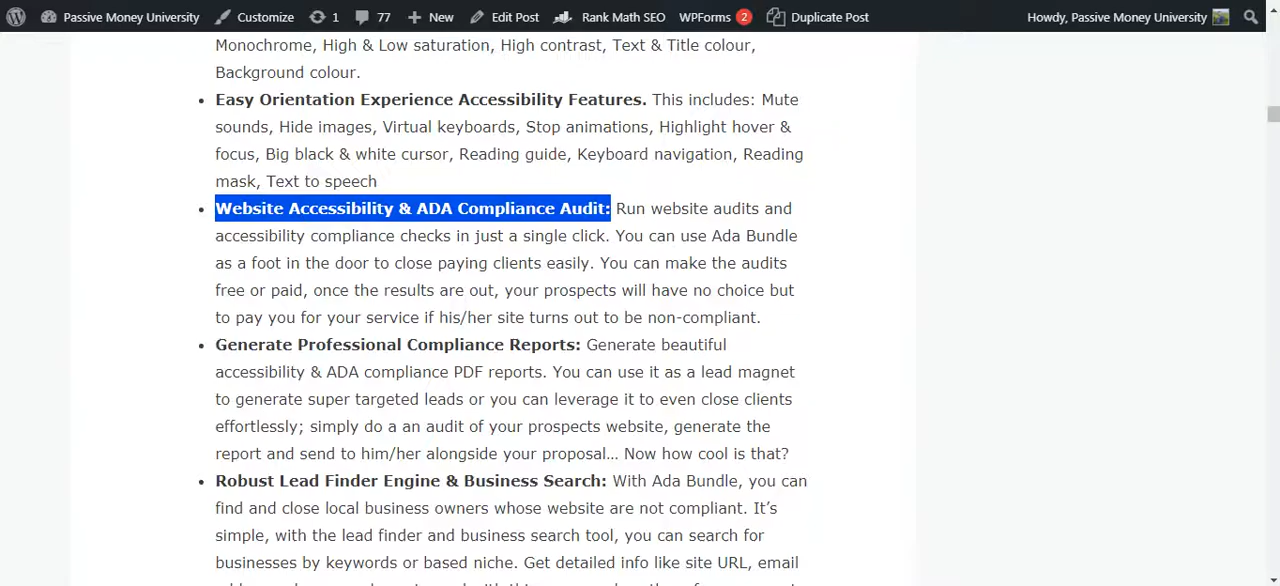 Passive Money University Customize 1 77 New Edit Post Rank Math SEO WPForms 2 Duplicate Post Howdy, Passive Money University
Monochrome, High & Low saturation, High contrast, Text & Title colour,
Background colour.
• Easy Orientation Experience Accessibility Features. This includes: Mute
sounds, Hide images, Virtual keyboards, Stop animations, Highlight hover &
focus, Big black & white cursor, Reading guide, Keyboard navigation, Reading
mask, Text to speech
• Website Accessibility & ADA Compliance Audit: Run website audits and
accessibility compliance checks in just a single click. You can use Ada Bundle
as a foot in the door to close paying clients easily. You can make the audits
free or paid, once the results are out, your prospects will have no choice but
to pay you for your service if his/her site turns out to be non-compliant.
• Generate Professional Compliance Reports: Generate beautiful
accessibility & ADA compliance PDF reports. You can use it as a lead magnet
to generate super targeted leads or you can leverage it to even close clients
effortlessly; simply do a an audit of your prospects website, generate the
report and send to him/her alongside your proposal… Now how cool is that?
• Robust Lead Finder Engine & Business Search: With Ada Bundle, you can
find and close local business owners whose website are not compliant. It’s
simple, with the lead finder and business search tool, you can search for
businesses by keywords or based niche. Get detailed info like site URL, email